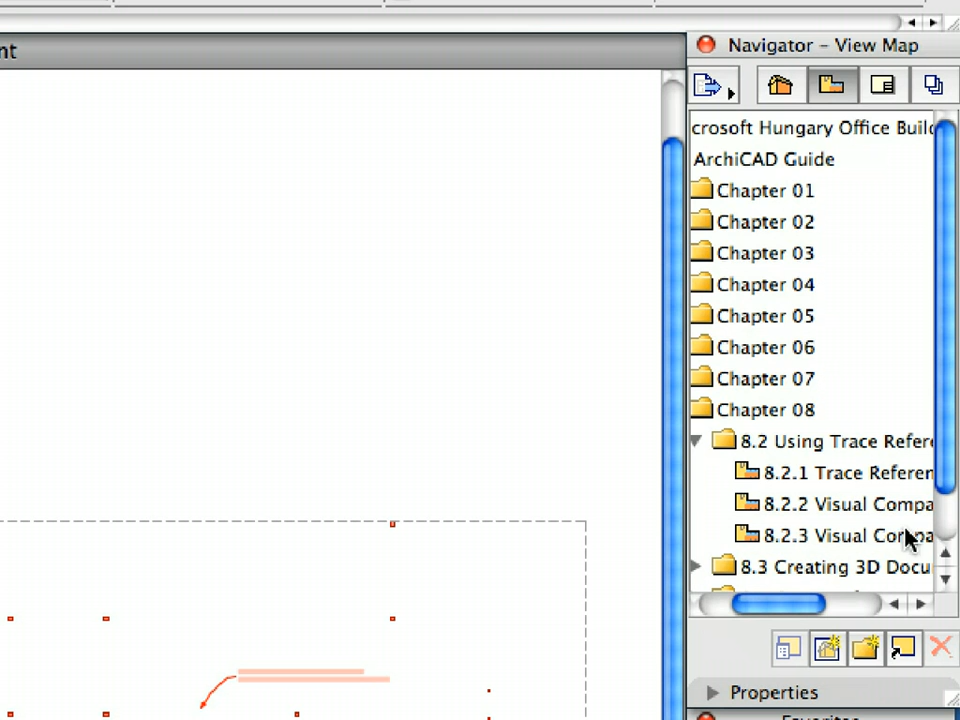 nt
Navigator – View Map
crosoft Hungary Office Build
ArchiCAD Guide
Chapter 01
Chapter 02
Chapter 03
Chapter 04
Chapter 05
Chapter 06
Chapter 07
Chapter 08
8.2 Using Trace Refere
8.2.1 Trace Referen
8.2.2 Visual Compa
8.2.3 Visual Compa
8.3 Creating 3D Docu
Properties
Favorites